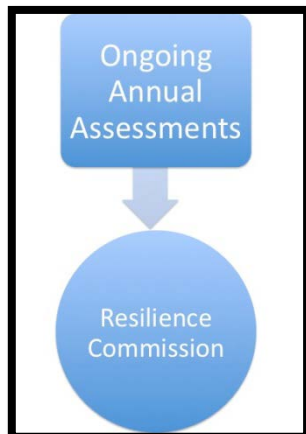 Ongoing
Annual
Assessments
Resilience
Commission